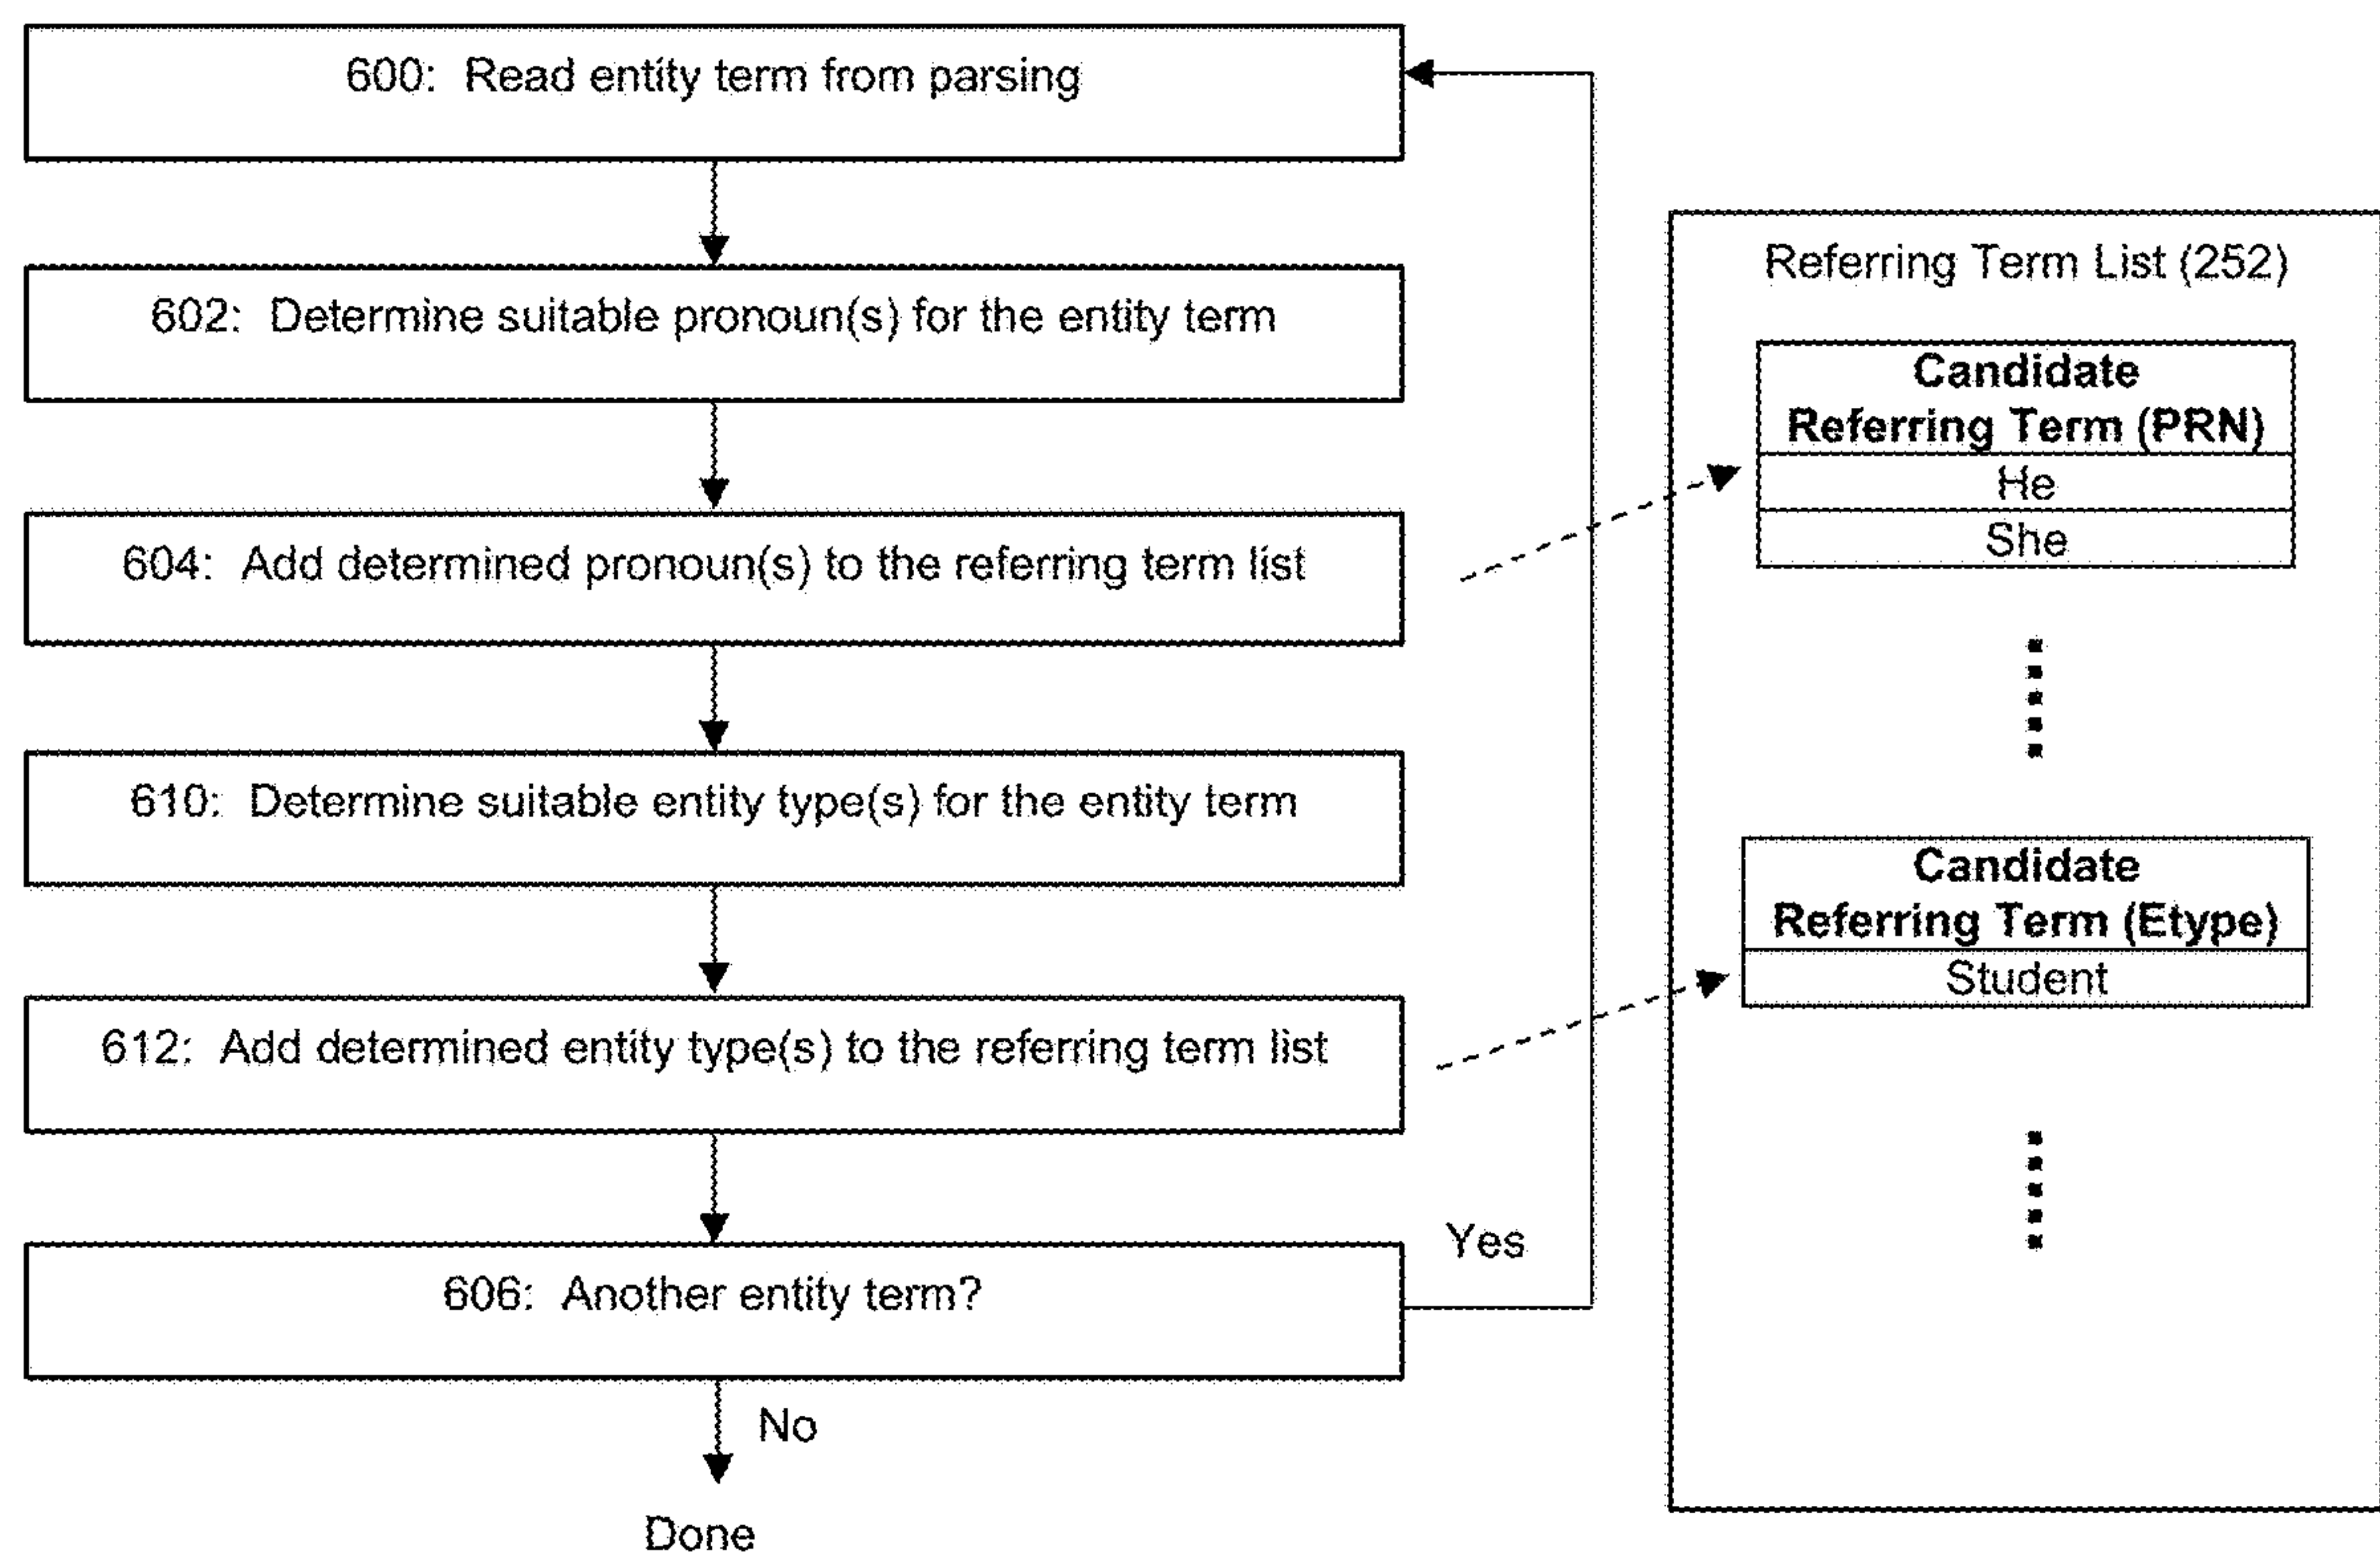 600: Read entity term from parsing
602: Determine suitable pronoun(s) for the entity term
604: Add determined pronoun(s) to the referring term list
610: Determine suitable entity type(s) for the entity term
612: Add determined entity type(s) to the referring term list
606: Another entity term?
Yes
No
Done
Referring Term List (252)
Candidate
Referring Term (PRN)
He
She
Candidate
Referring Term (Etype)
Student